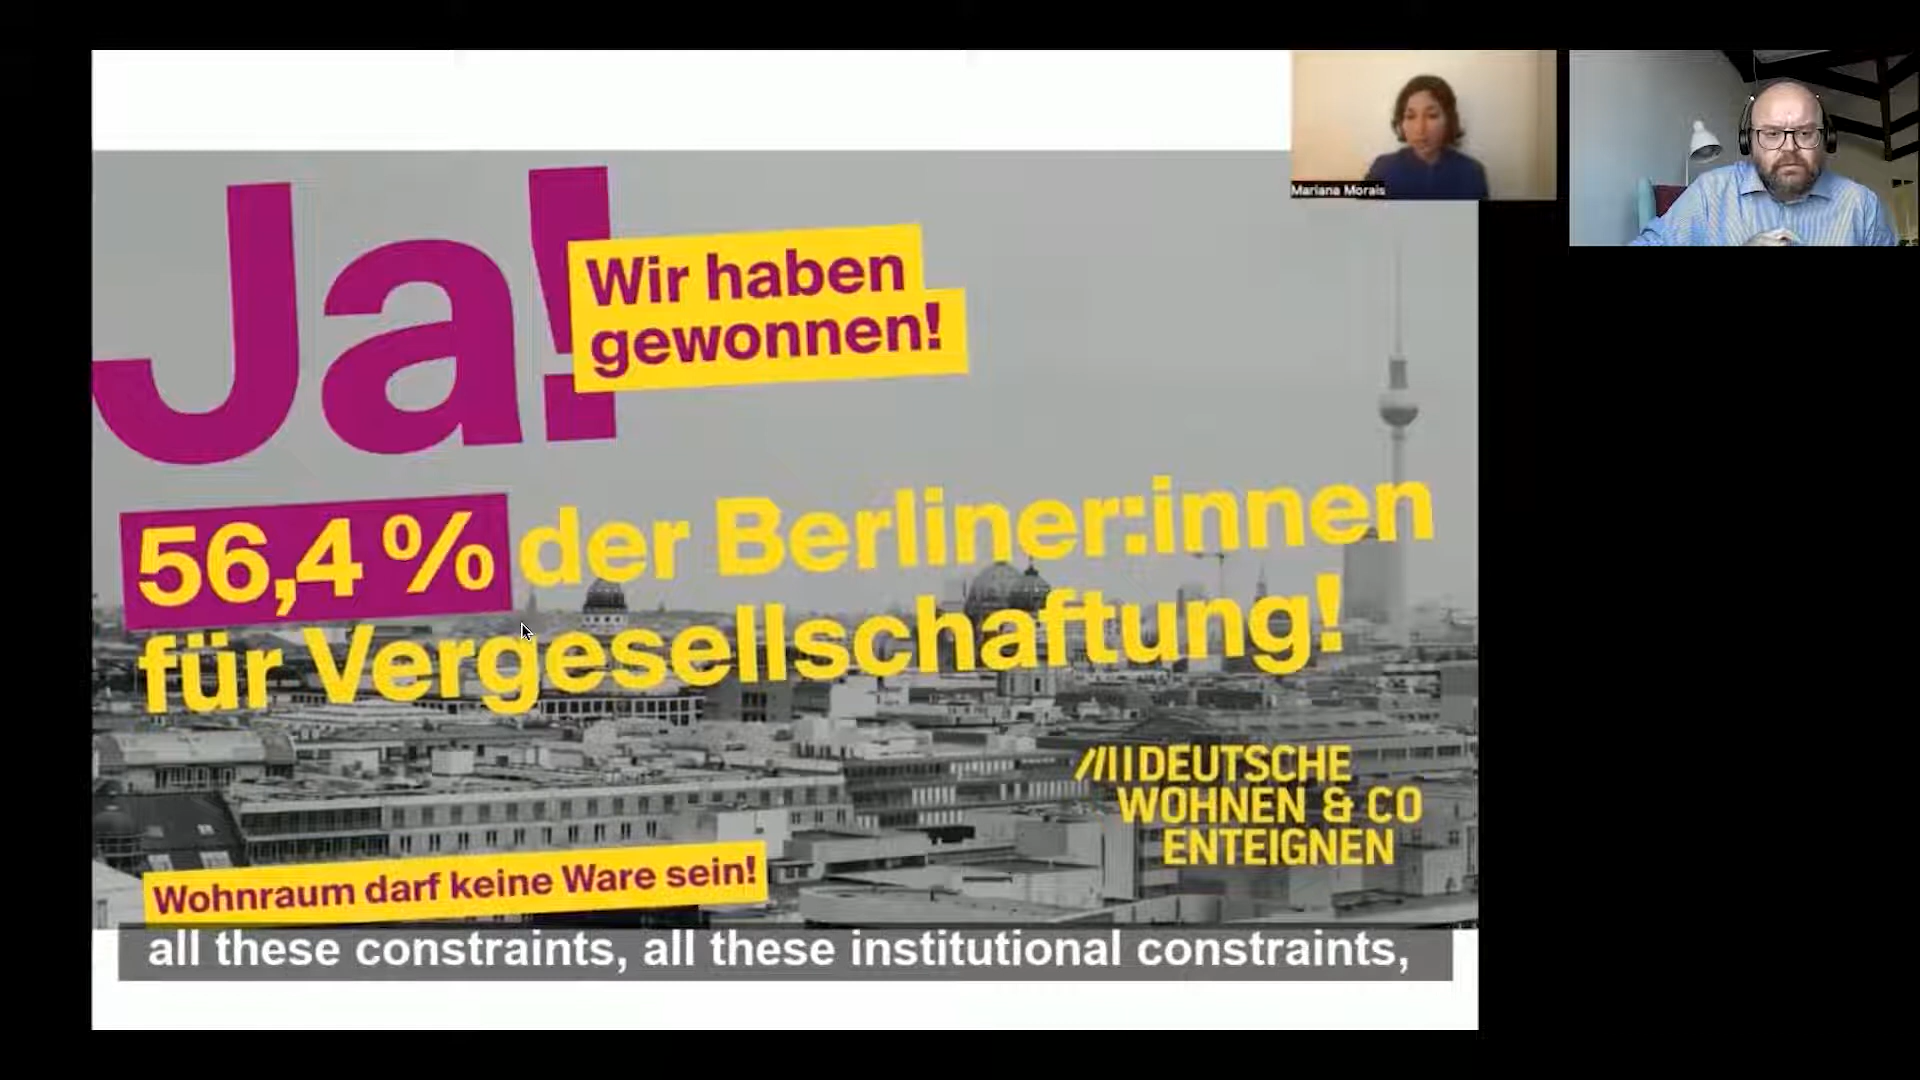 Mariana Morais
Ja!
Wir haben
gewonnen!
56,4 % der Berliner:innen
für Vergesellschaftung!
DEUTSCHE
WOHNEN & CO
ENTEIGNEN
Wohnraum darf keine Ware sein!
all these constraints, all these institutional constraints,